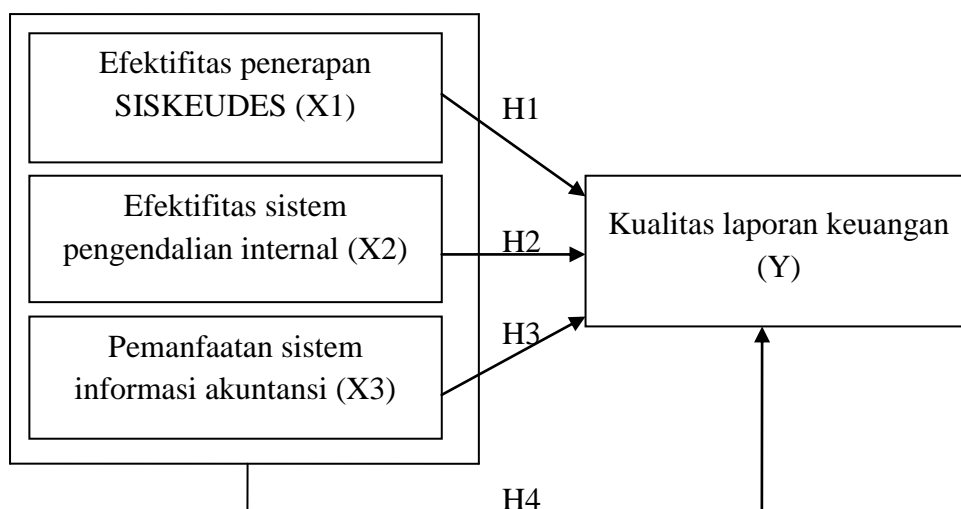 Efektifitas penerapan
SISKEUDES (X1)
H1
Efektifitas sistem
pengendalian internal (X2)
H2
Kualitas laporan keuangan
(Y)
Pemanfaatan sistem
informasi akuntansi (X3)
H3
H4